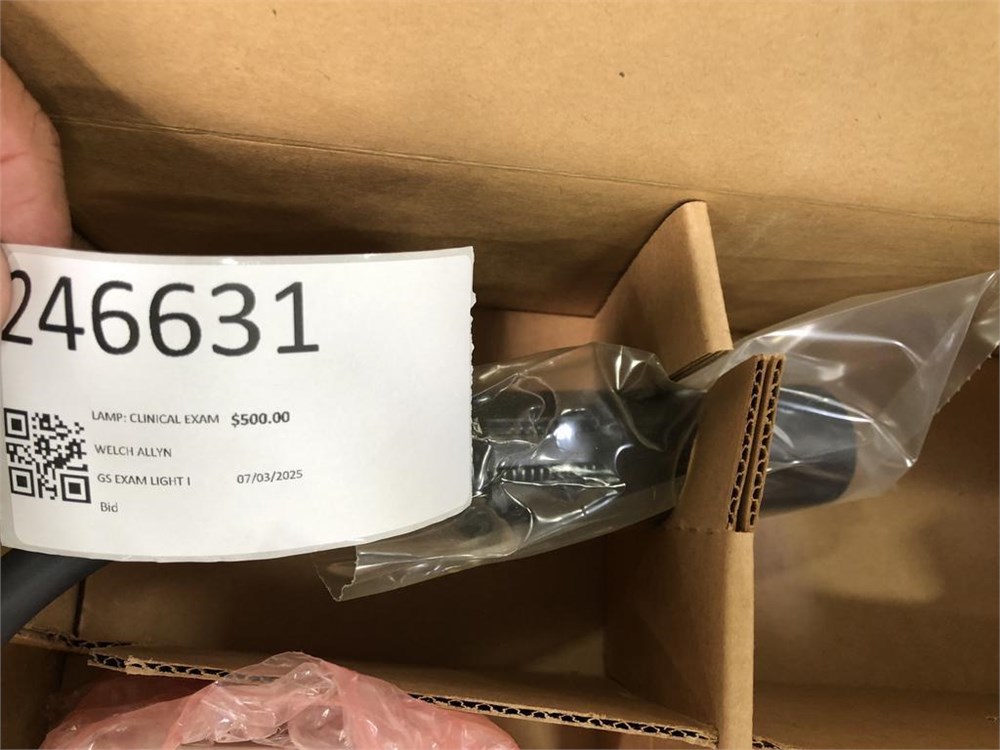 246631
LAMP: CLINICAL EXAM $500.00
WELCH ALLYN
GS EXAM LIGHT I 07/03/2025
Bid